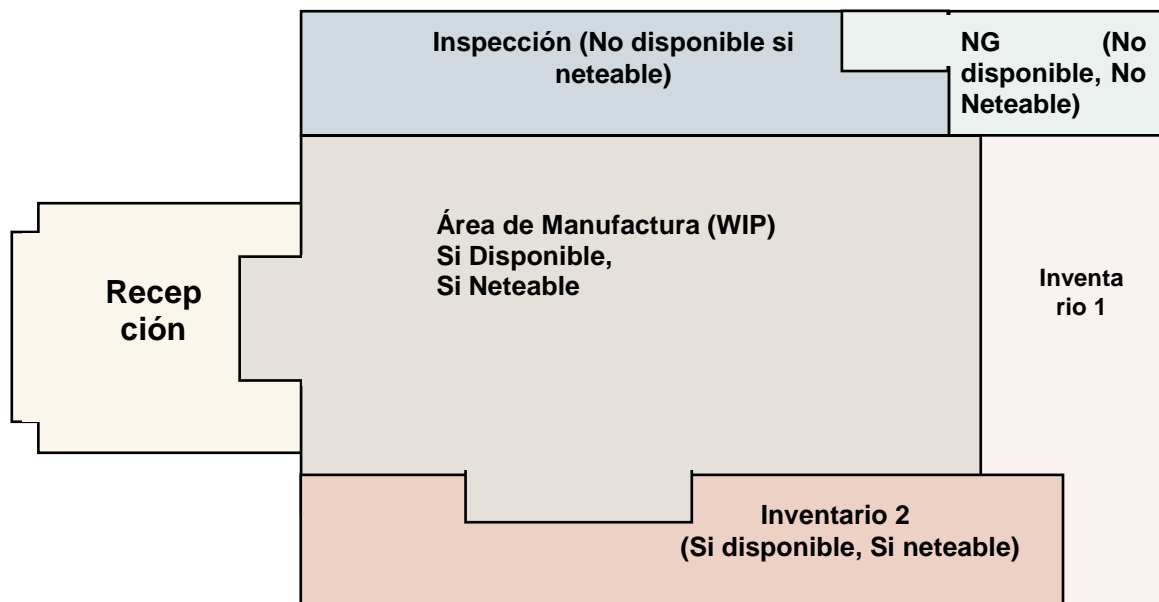 Inspección (No disponible si
neteable)
NG (No
disponible, No
Neteable)
Área de Manufactura (WIP)
Si Disponible,
Si Neteable
Recep
ción
Inventa
rio 1
Inventario 2
(Si disponible, Si neteable)